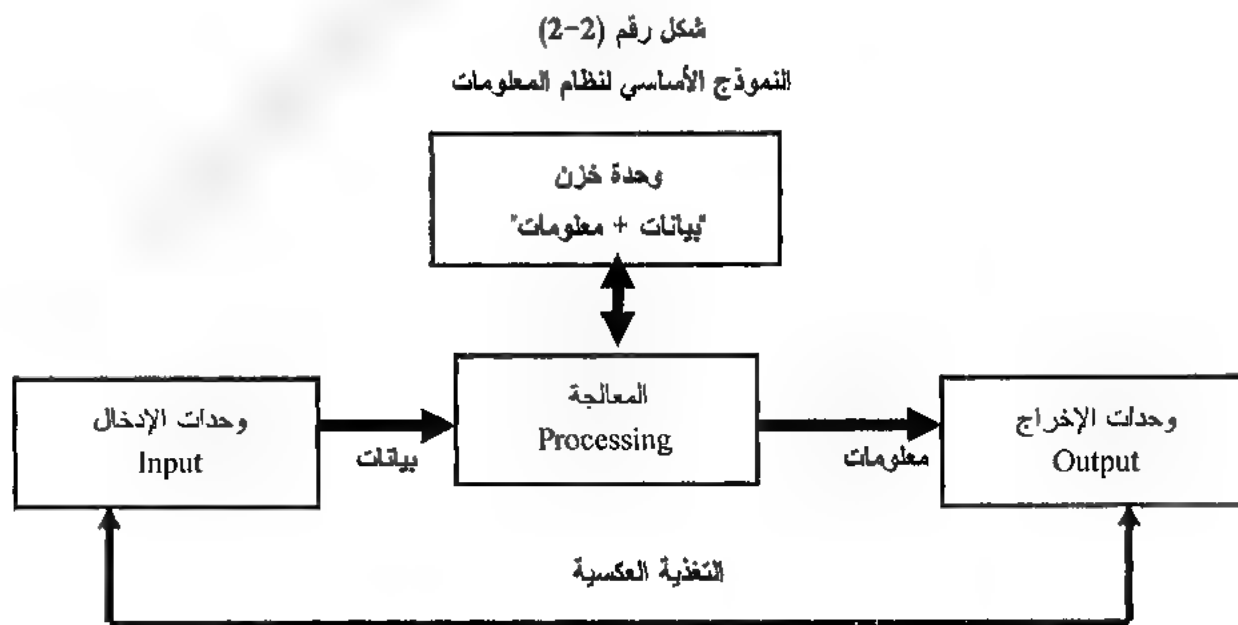 شكل رقم (2-2)
النموذج الأساسي لنظام المعلومات
وحدة خزن
"بيانات + معلومات"
المعالجة
Processing
وحدات الإدخال
Input
بيانات
معلومات
وحدات الإخراج
Output
التغذية العكسية